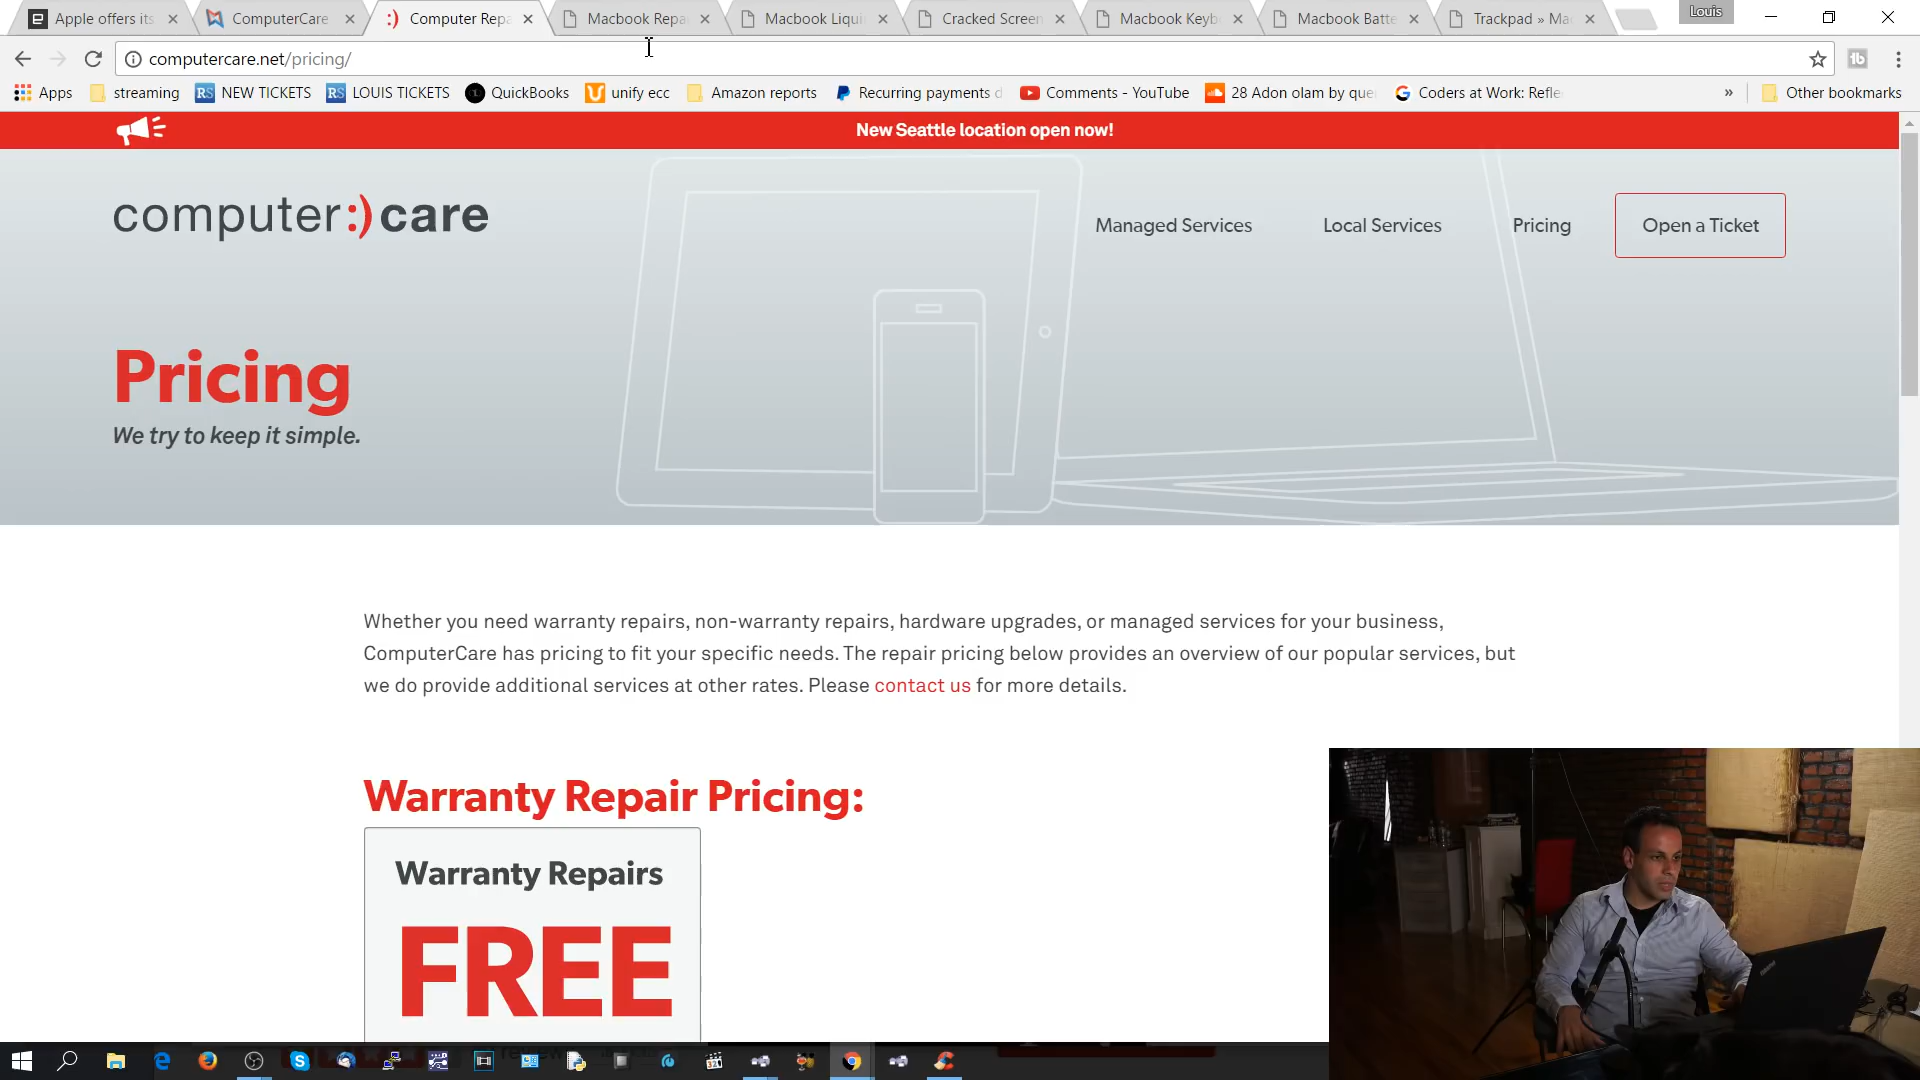 Apple offers its
ComputerCare
Computer Repa
Macbook Repa
Macbook Liqui
Cracked Screen
Macbook Keyb
Macbook Batte
Trackpad » Mac
Louis
computercare.net/pricing/
Apps
streaming
NEW TICKETS
LOUIS TICKETS
QuickBooks
unify ecc
Amazon reports
Recurring payments d
Comments - YouTube
28 Adon olam by que
Coders at Work: Refle
»
Other bookmarks
New Seattle location open now!
computer:)care
Managed Services
Local Services
Pricing
Open a Ticket
Pricing
We try to keep it simple.
Whether you need warranty repairs, non-warranty repairs, hardware upgrades, or managed services for your business,
ComputerCare has pricing to fit your specific needs. The repair pricing below provides an overview of our popular services, but
we do provide additional services at other rates. Please contact us for more details.
Warranty Repair Pricing:
Warranty Repairs
FREE